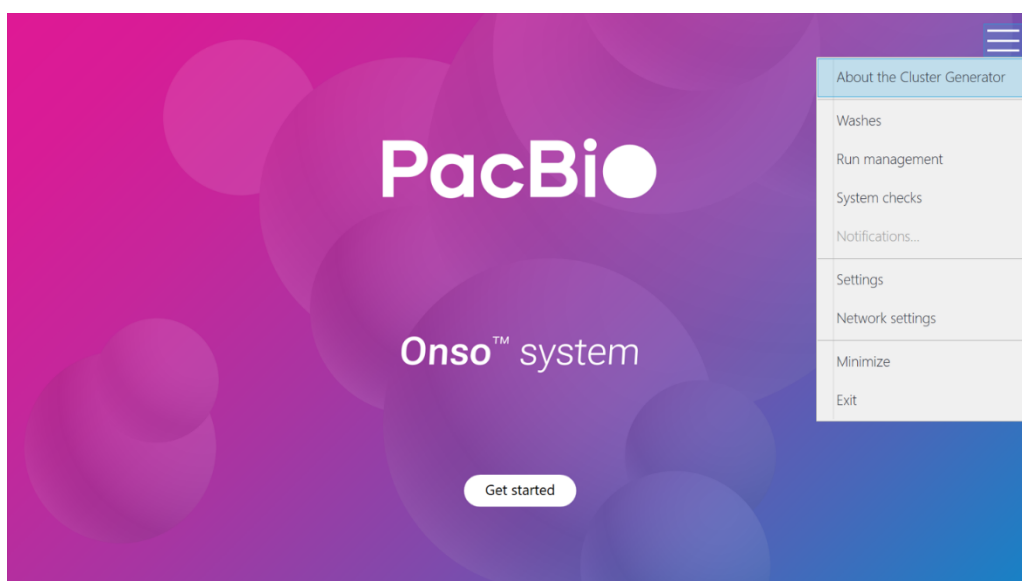 PacBio
Onso™ system
Get started
About the Cluster Generator
Washes
Run management
System checks
Notifications...
Settings
Network settings
Minimize
Exit